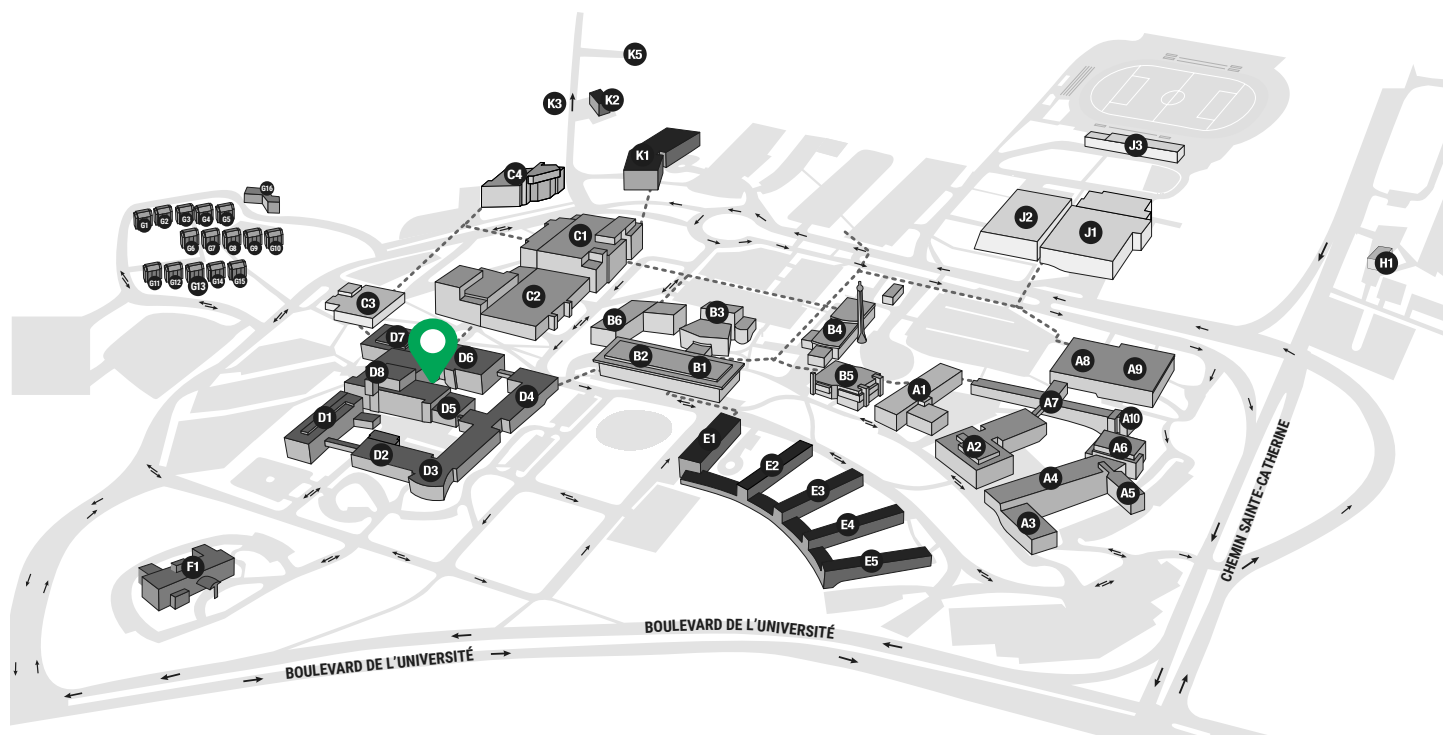 K5
K3
K2
K1
J3
C4
G16
G1
G2
G3
G4
G5
G6
G7
G8
G9
G10
G11
G12
G13
G14
G15
J2
J1
C1
H1
C2
C3
B6
B3
B4
D7
D6
B2
B1
A8
A9
D8
B5
A1
A7
D4
D5
D1
A10
E1
A2
A6
D2
D3
E2
E3
A4
A5
E4
A3
E5
F1
CHEMIN SAINTE-CATHERINE
BOULEVARD DE L'UNIVERSITÉ
BOULEVARD DE L'UNIVERSITÉ